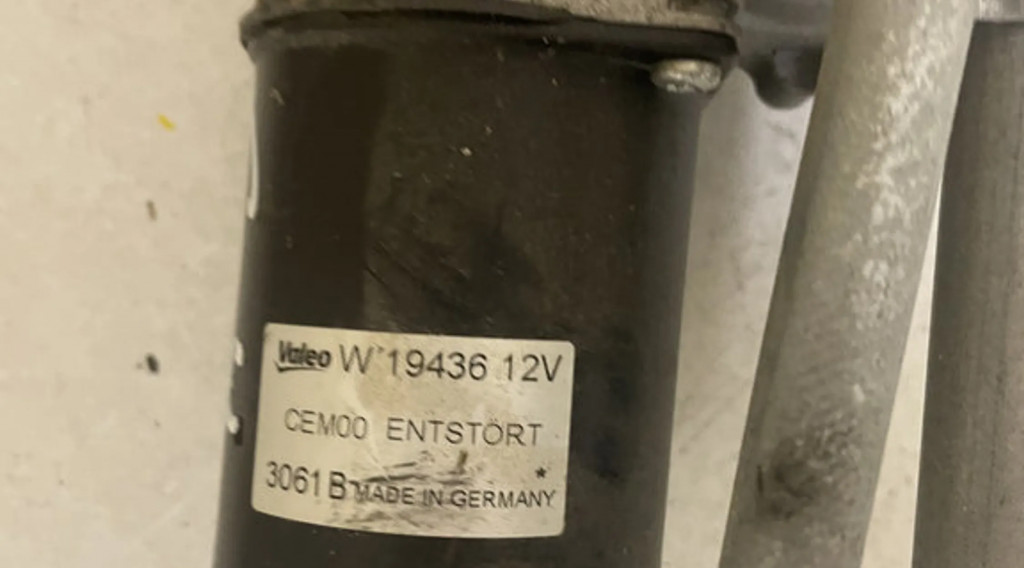 Valeo W 19436 12V
CEM00 ENTSTÖRT
3061 B MADE IN GERMANY *